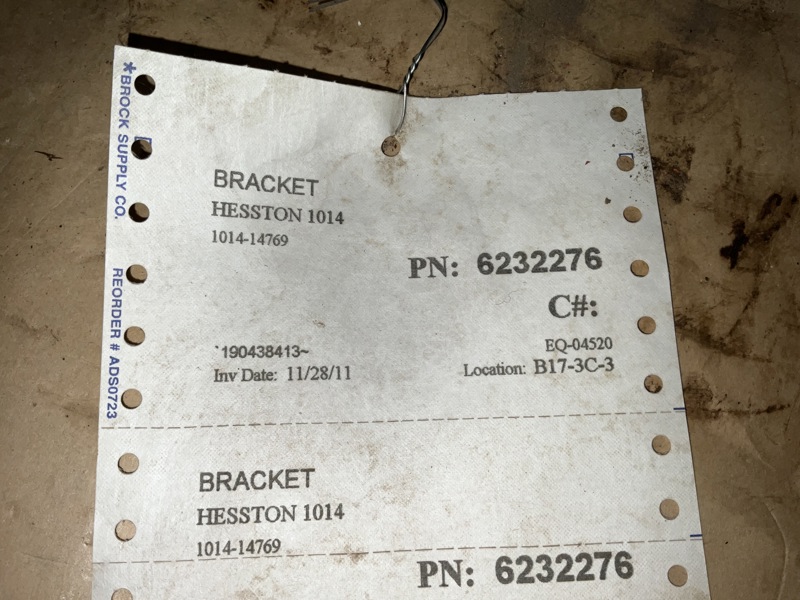 *BROCK SUPPLY CO.
REORDER # ADS0723
BRACKET
HESSTON 1014
1014-14769
PN: 6232276
C#:
`190438413~
EQ-04520
Inv Date: 11/28/11
Location: B17-3C-3
BRACKET
HESSTON 1014
1014-14769
PN: 6232276